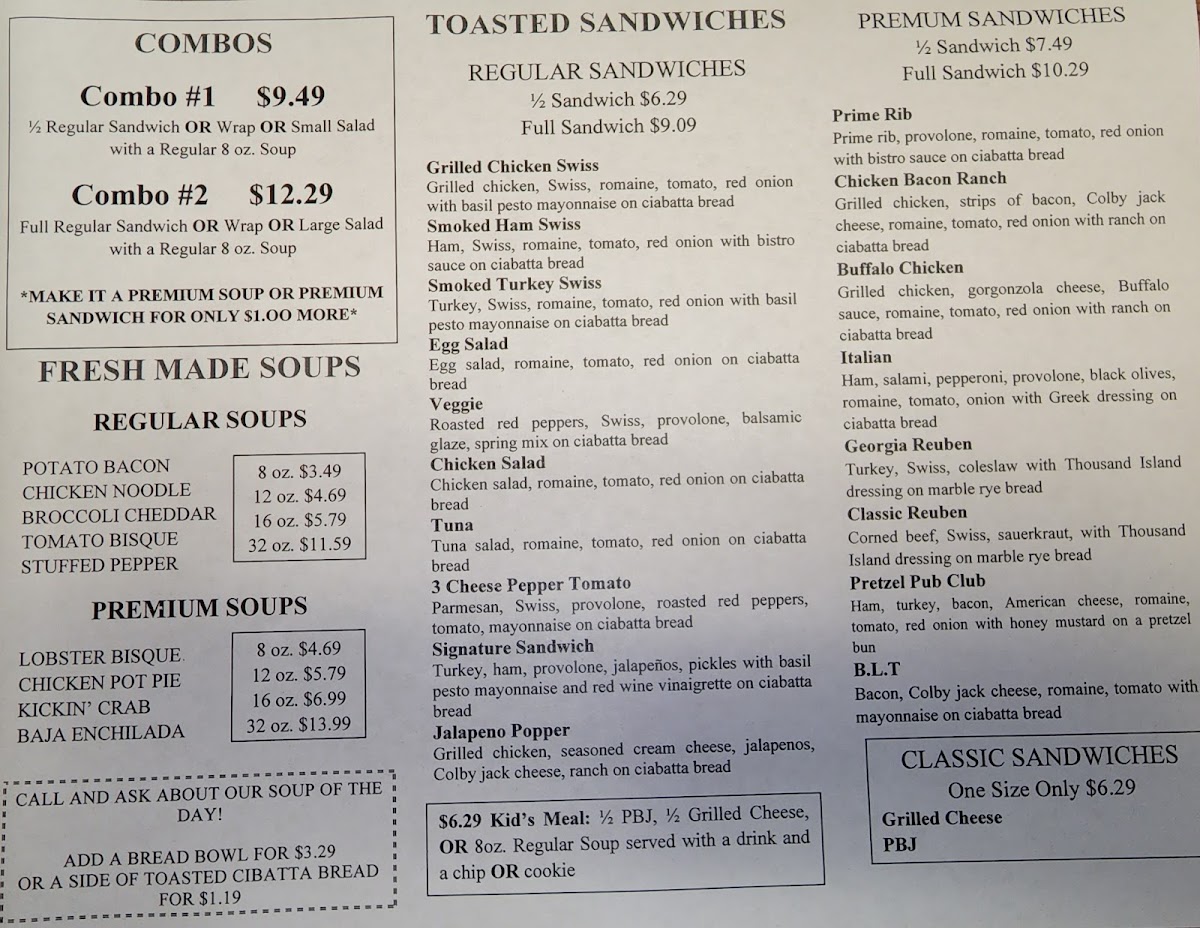 COMBOS
Combo #1 $9.49
½ Regular Sandwich OR Wrap OR Small Salad
with a Regular 8 oz. Soup
Combo #2 $12.29
Full Regular Sandwich OR Wrap OR Large Salad
with a Regular 8 oz. Soup
*MAKE IT A PREMIUM SOUP OR PREMIUM
SANDWICH FOR ONLY $1.OO MORE*
FRESH MADE SOUPS
REGULAR SOUPS
POTATO BACON
CHICKEN NOODLE
BROCCOLI CHEDDAR
TOMATO BISQUE
STUFFED PEPPER
8 oz. $3.49
12 oz. $4.69
16 oz. $5.79
32 oz. $11.59
PREMIUM SOUPS
LOBSTER BISQUE
CHICKEN POT PIE
KICKIN' CRAB
BAJA ENCHILADA
8 oz. $4.69
12 oz. $5.79
16 oz. $6.99
32 oz. $13.99
CALL AND ASK ABOUT OUR SOUP OF THE
DAY!
ADD A BREAD BOWL FOR $3.29
OR A SIDE OF TOASTED CIBATTA BREAD
FOR $1.19
TOASTED SANDWICHES
REGULAR SANDWICHES
½ Sandwich $6.29
Full Sandwich $9.09
Grilled Chicken Swiss
Grilled chicken, Swiss, romaine, tomato, red onion
with basil pesto mayonnaise on ciabatta bread
Smoked Ham Swiss
Ham, Swiss, romaine, tomato, red onion with bistro
sauce on ciabatta bread
Smoked Turkey Swiss
Turkey, Swiss, romaine, tomato, red onion with basil
pesto mayonnaise on ciabatta bread
Egg Salad
Egg salad, romaine, tomato, red onion on ciabatta
bread
Veggie
Roasted red peppers, Swiss, provolone, balsamic
glaze, spring mix on ciabatta bread
Chicken Salad
Chicken salad, romaine, tomato, red onion on ciabatta
bread
Tuna
Tuna salad, romaine, tomato, red onion on ciabatta
bread
3 Cheese Pepper Tomato
Parmesan, Swiss, provolone, roasted red peppers,
tomato, mayonnaise on ciabatta bread
Signature Sandwich
Turkey, ham, provolone, jalapeños, pickles with basil
pesto mayonnaise and red wine vinaigrette on ciabatta
bread
Jalapeno Popper
Grilled chicken, seasoned cream cheese, jalapenos,
Colby jack cheese, ranch on ciabatta bread
$6.29 Kid's Meal: ½ PBJ, ½ Grilled Cheese,
OR 8oz. Regular Soup served with a drink and
a chip OR cookie
PREMUM SANDWICHES
½ Sandwich $7.49
Full Sandwich $10.29
Prime Rib
Prime rib, provolone, romaine, tomato, red onion
with bistro sauce on ciabatta bread
Chicken Bacon Ranch
Grilled chicken, strips of bacon, Colby jack
cheese, romaine, tomato, red onion with ranch on
ciabatta bread
Buffalo Chicken
Grilled chicken, gorgonzola cheese, Buffalo
sauce, romaine, tomato, red onion with ranch on
ciabatta bread
Italian
Ham, salami, pepperoni, provolone, black olives,
romaine, tomato, onion with Greek dressing on
ciabatta bread
Georgia Reuben
Turkey, Swiss, coleslaw with Thousand Island
dressing on marble rye bread
Classic Reuben
Corned beef, Swiss, sauerkraut, with Thousand
Island dressing on marble rye bread
Pretzel Pub Club
Ham, turkey, bacon, American cheese, romaine,
tomato, red onion with honey mustard on a pretzel
bun
B.L.T
Bacon, Colby jack cheese, romaine, tomato with
mayonnaise on ciabatta bread
CLASSIC SANDWICHES
One Size Only $6.29
Grilled Cheese
PBJ